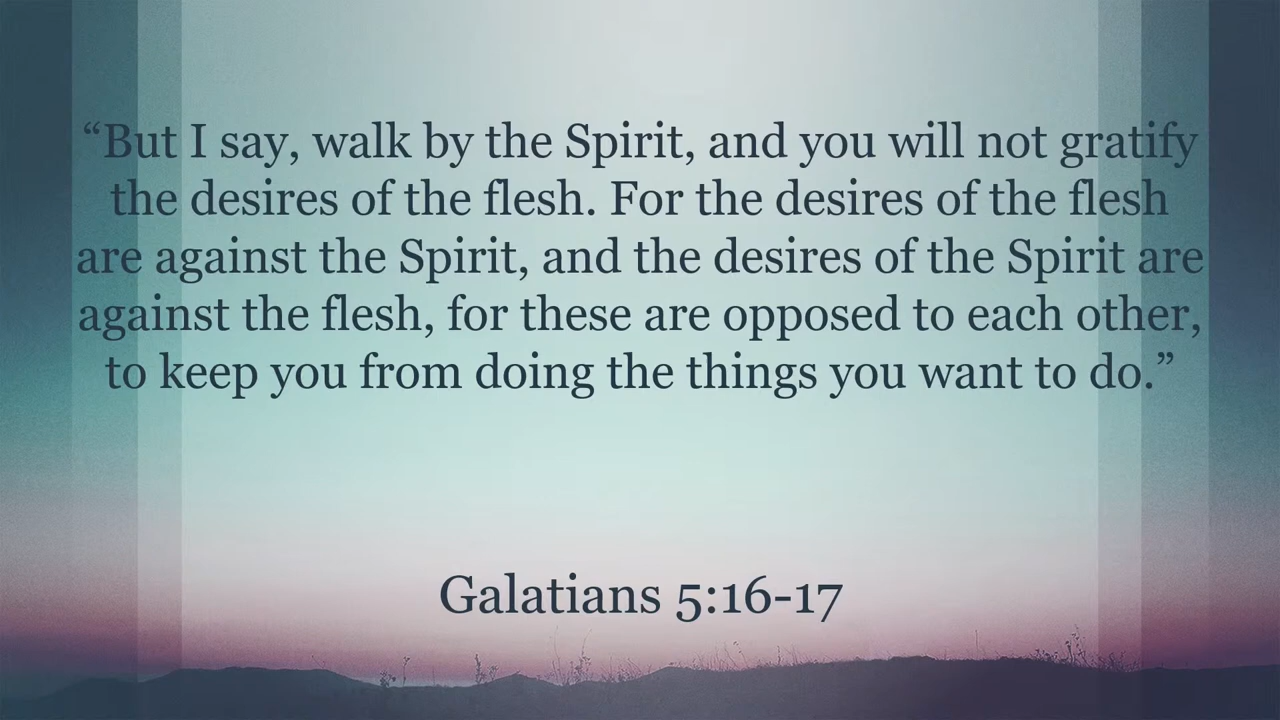 “But I say, walk by the Spirit, and you will not gratify
the desires of the flesh. For the desires of the flesh
are against the Spirit, and the desires of the Spirit are
against the flesh, for these are opposed to each other,
to keep you from doing the things you want to do.”
Galatians 5:16-17